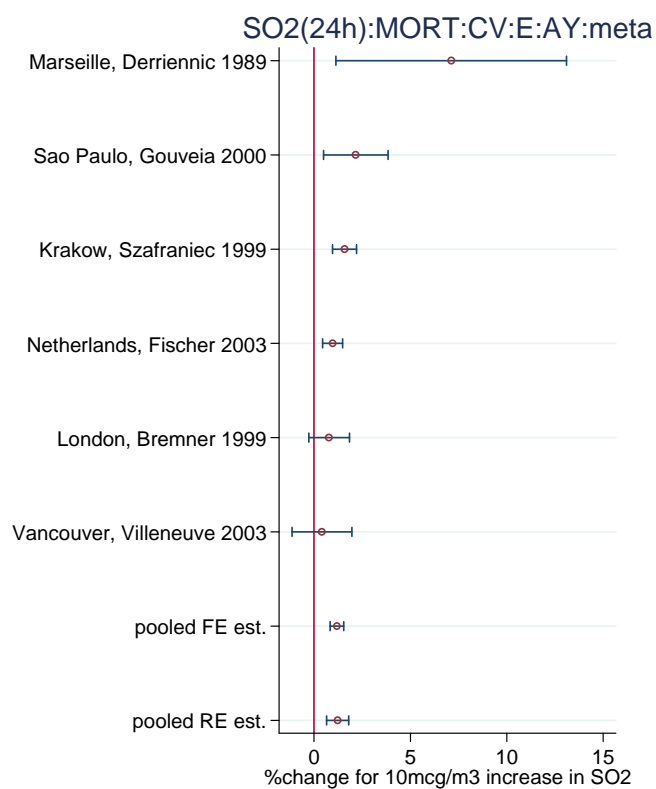 SO2(24h):MORT:CV:E:AY:meta
Marseille, Derriennic 1989
Sao Paulo, Gouveia 2000
Krakow, Szafraniec 1999
Netherlands, Fischer 2003
London, Bremner 1999
Vancouver, Villeneuve 2003
pooled FE est.
pooled RE est.
0 5 10 15
%change for 10mcg/m3 increase in SO2